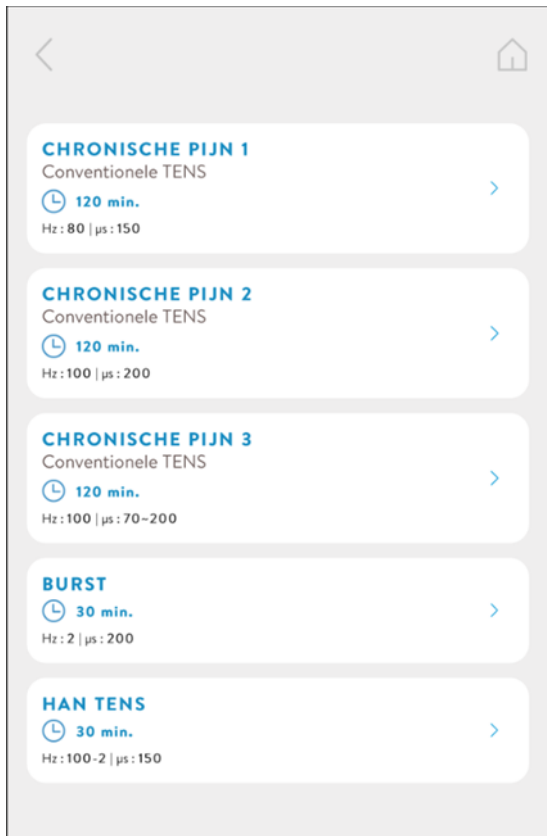 CHRONISCHE PIJN 1
Conventionele TENS
120 min.
Hz : 80 | µs : 150
CHRONISCHE PIJN 2
Conventionele TENS
120 min.
Hz : 100 | µs : 200
CHRONISCHE PIJN 3
Conventionele TENS
120 min.
Hz : 100 | µs : 70~200
BURST
30 min.
Hz : 2 | µs : 200
HAN TENS
30 min.
Hz : 100-2 | µs : 150